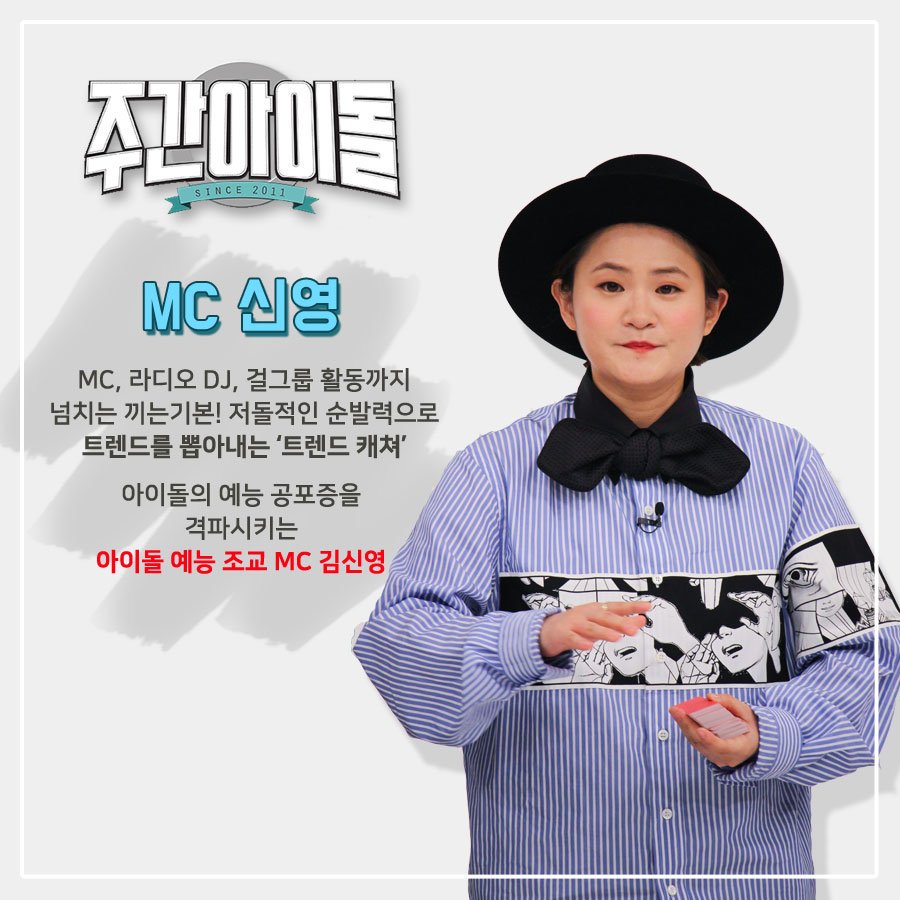 주간아이돌
SINCE 2011
MC 신영
MC, 라디오 DJ, 걸그룹 활동까지
넘치는 끼는기본! 저돌적인 순발력으로
트렌드를 뽑아내는 ‘트렌드 캐쳐’
아이돌의 예능 공포증을
격파시키는
아이돌 예능 조교 MC 김신영